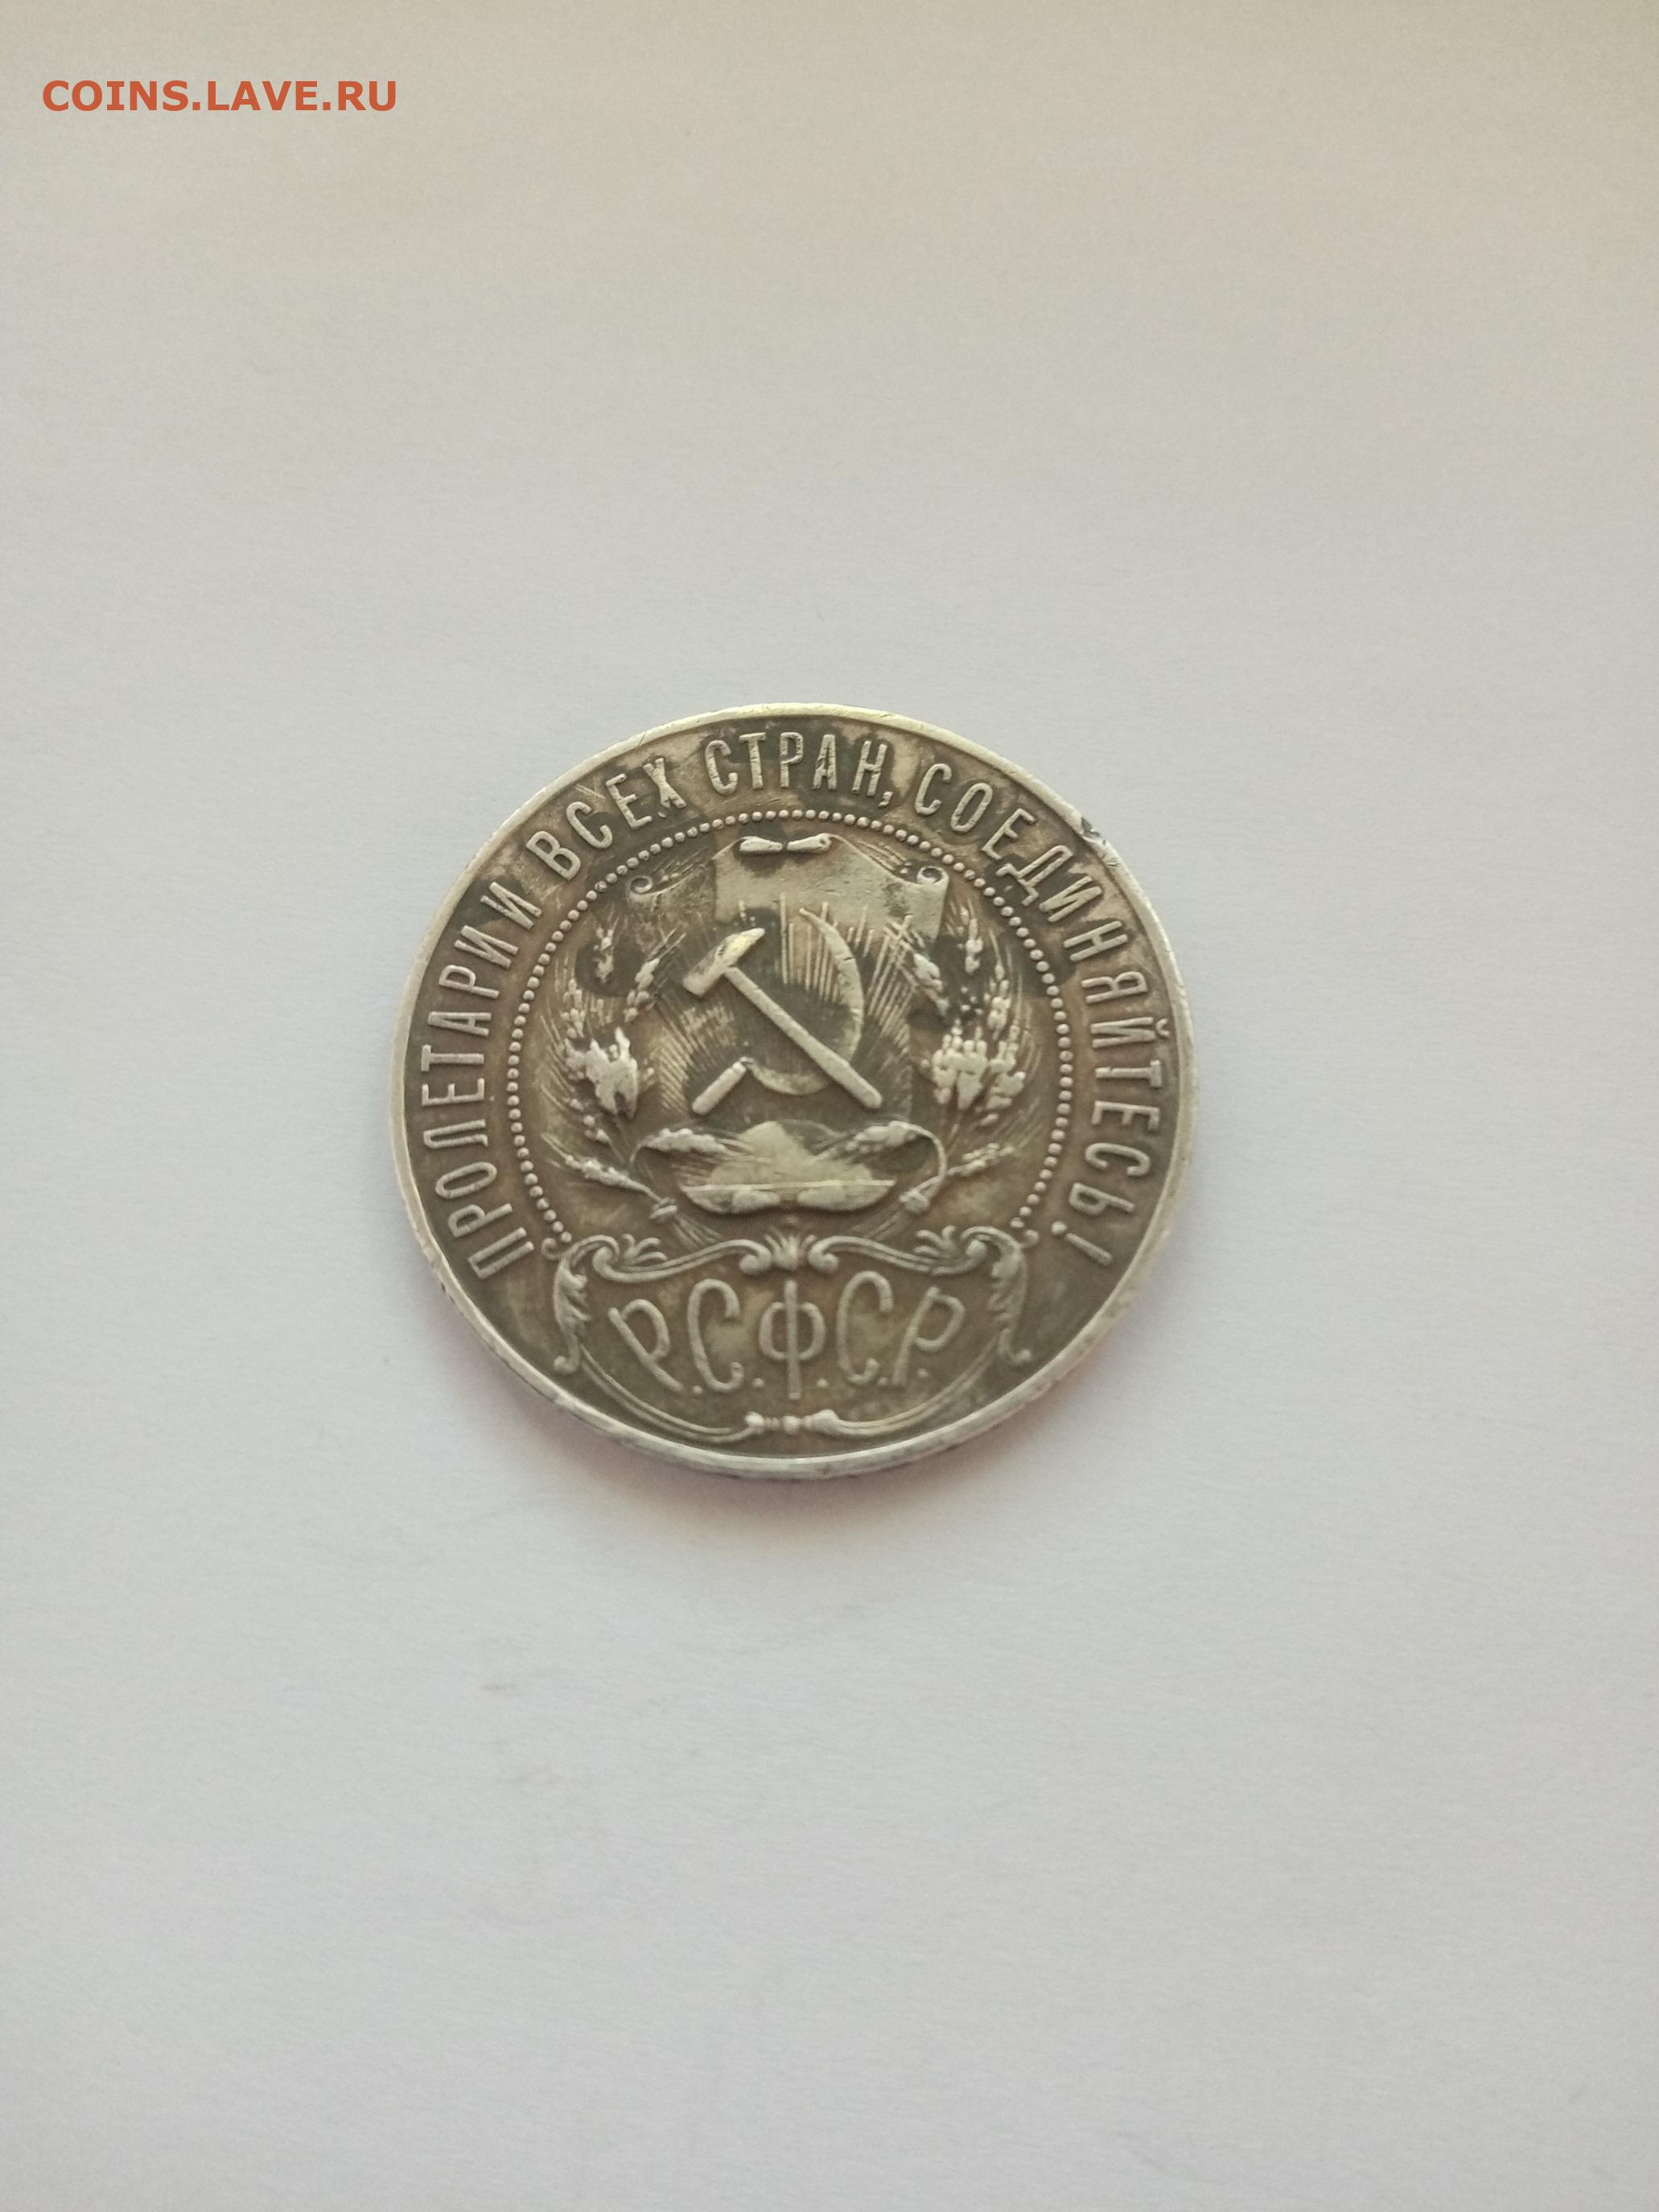 COINS.LAVE.RU
ПРОЛЕТАРИИ ВСЕХ СТРАН, СОЕДИНЯЙТЕСЬ!
Р.С.Ф.С.Р.